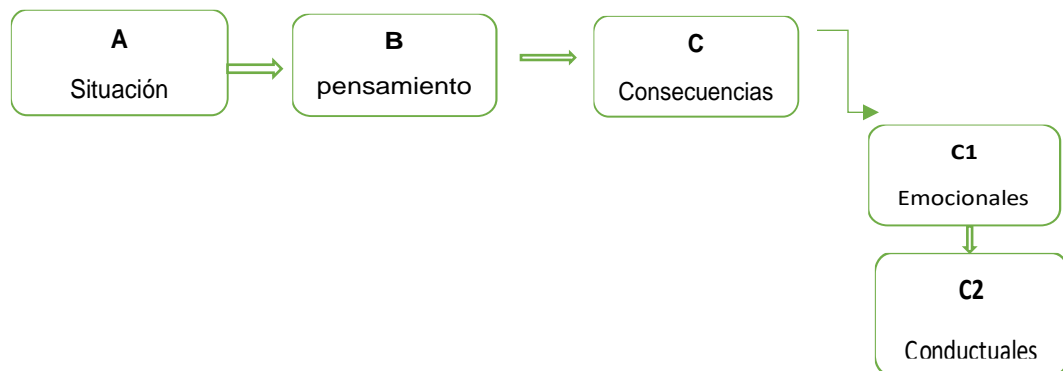 A
Situación
B
pensamiento
C
Consecuencias
C1
Emocionales
C2
Conductuales